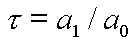 τ = a₁ / a₀